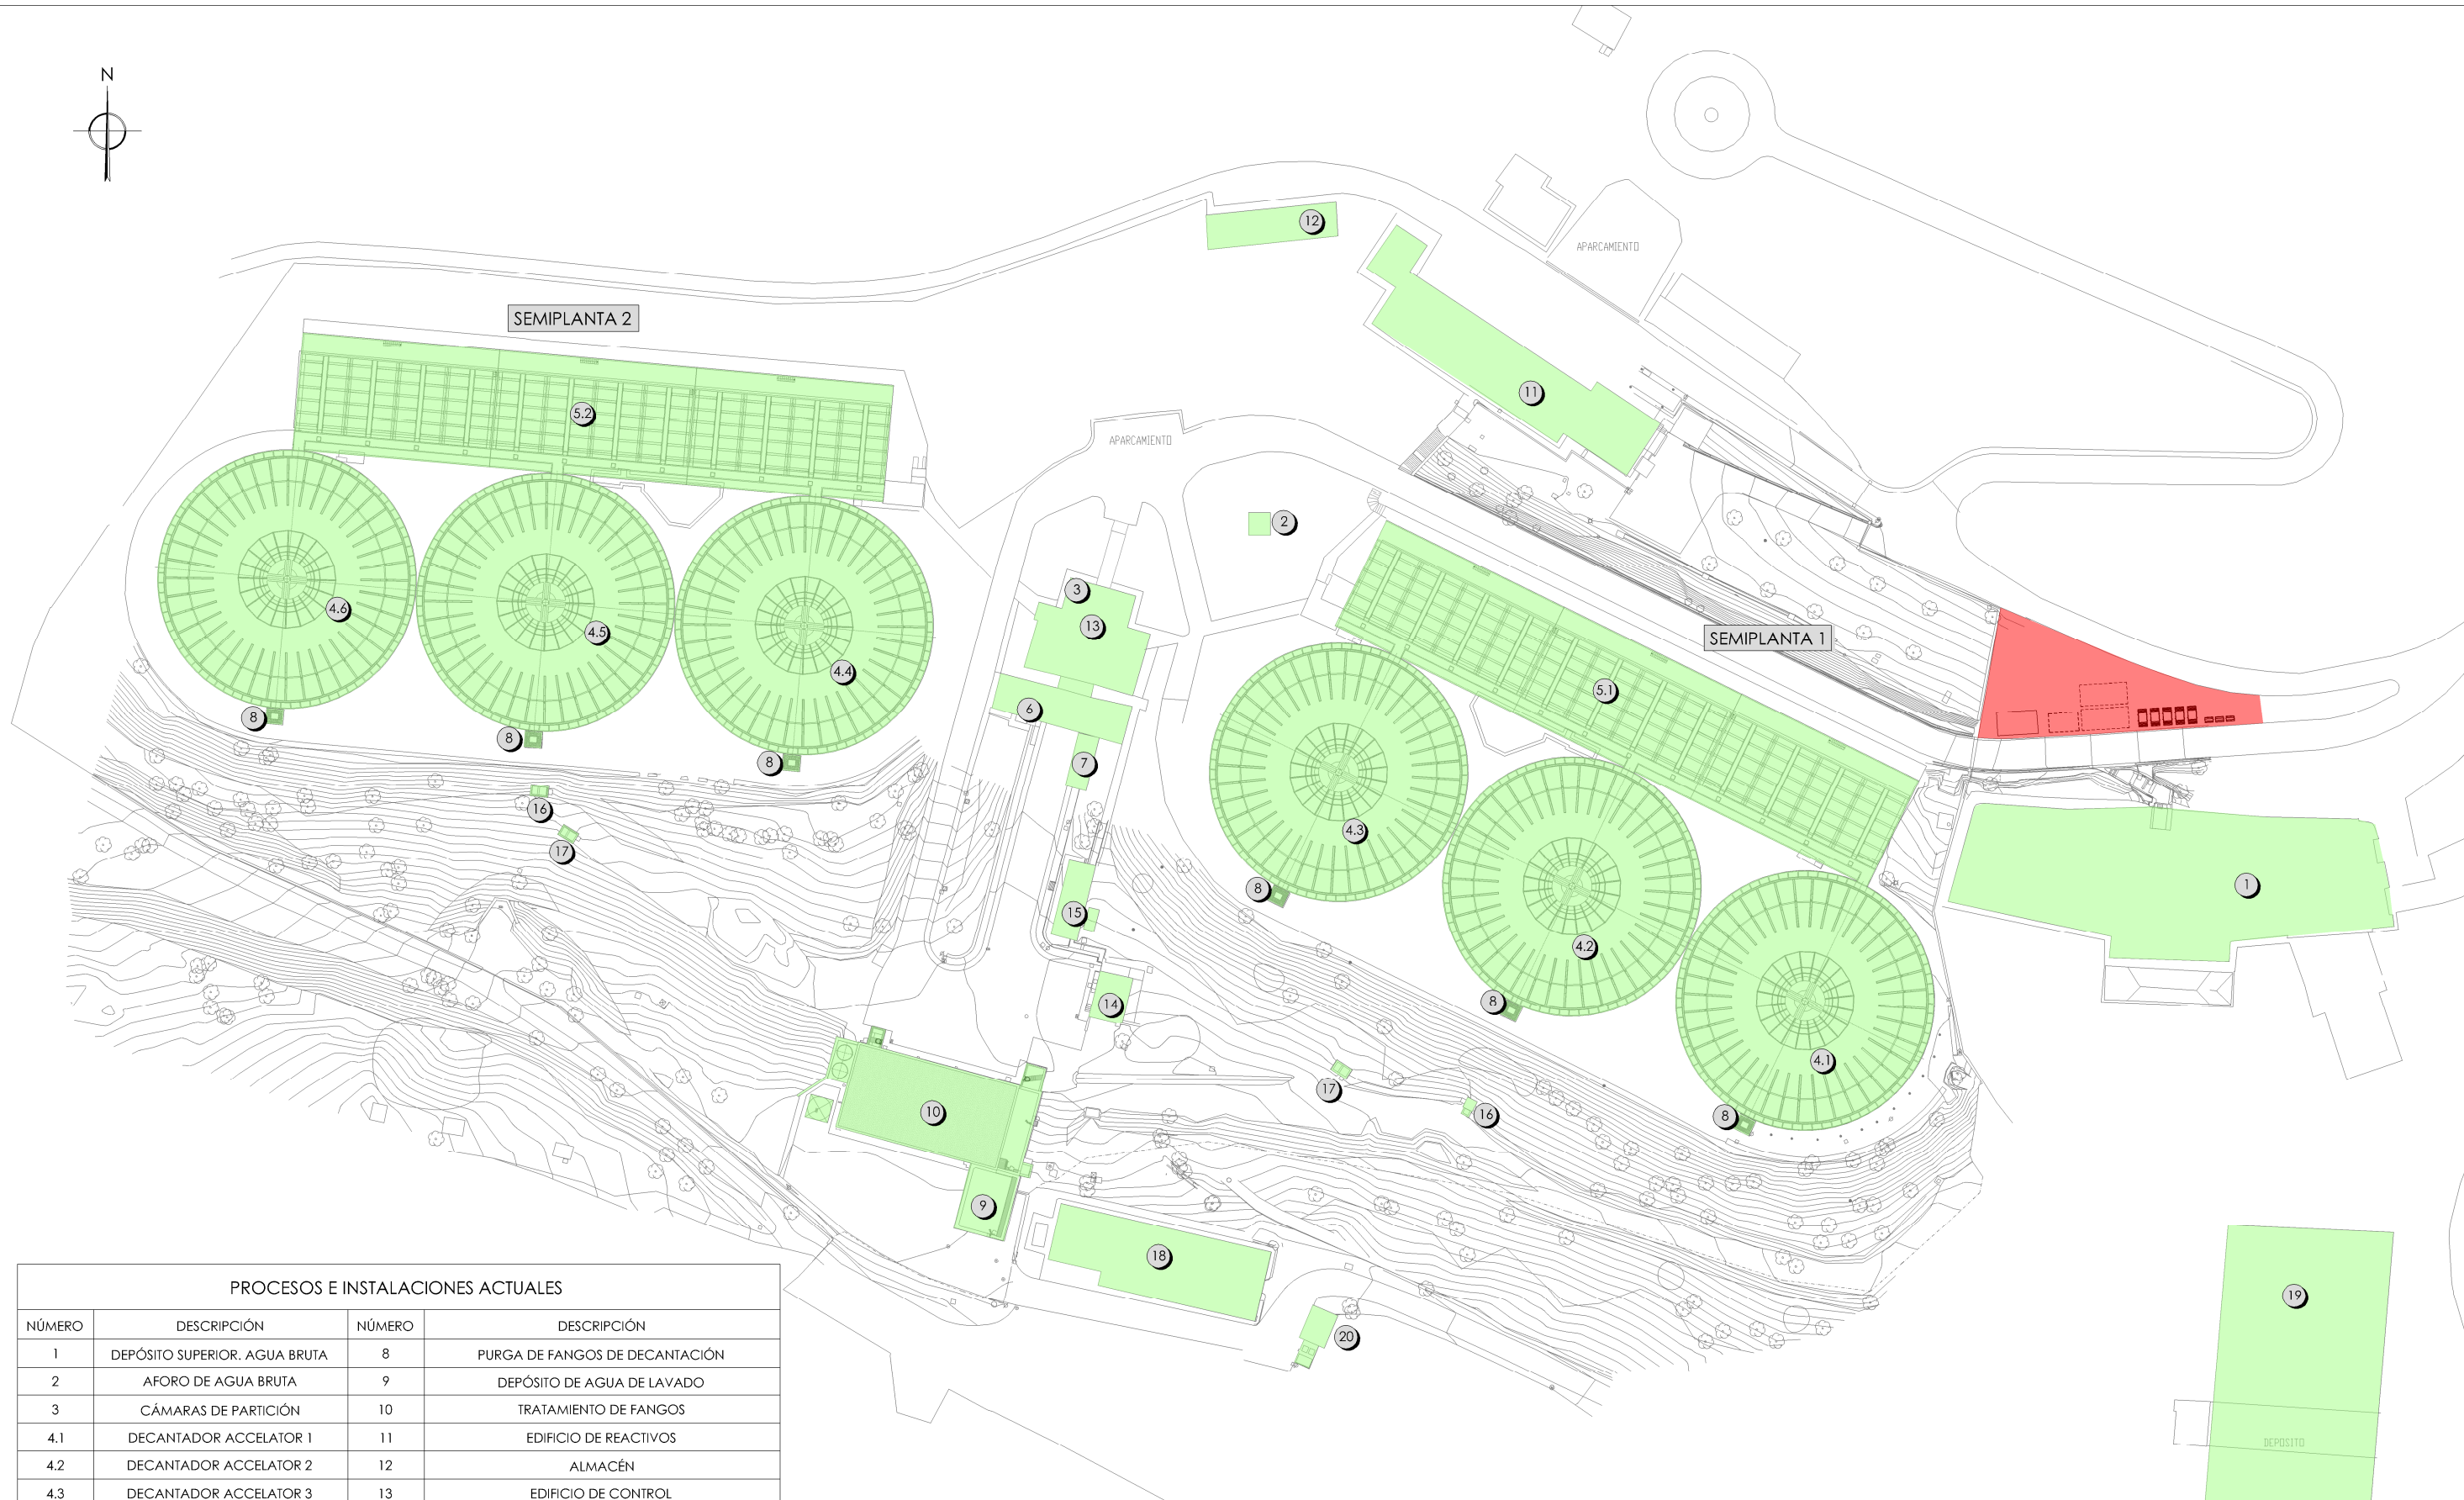 N
12
APARCAMIENTO
SEMIPLANTA 2
11
5.2
APARCAMIENTO
2
3
4.6
13
4.5
SEMIPLANTA 1
4.4
5.1
6
8
8
8
7
16
4.3
17
1
8
15
4.2
8
14
4.1
17
10
16
8
9
18
19
20
DEPOSITO
PROCESOS E INSTALACIONES ACTUALES
NÚMERO DESCRIPCIÓN NÚMERO DESCRIPCIÓN
1 DEPÓSITO SUPERIOR. AGUA BRUTA 8 PURGA DE FANGOS DE DECANTACIÓN
2 AFORO DE AGUA BRUTA 9 DEPÓSITO DE AGUA DE LAVADO
3 CÁMARAS DE PARTICIÓN 10 TRATAMIENTO DE FANGOS
4.1 DECANTADOR ACCELATOR 1 11 EDIFICIO DE REACTIVOS
4.2 DECANTADOR ACCELATOR 2 12 ALMACÉN
4.3 DECANTADOR ACCELATOR 3 13 EDIFICIO DE CONTROL